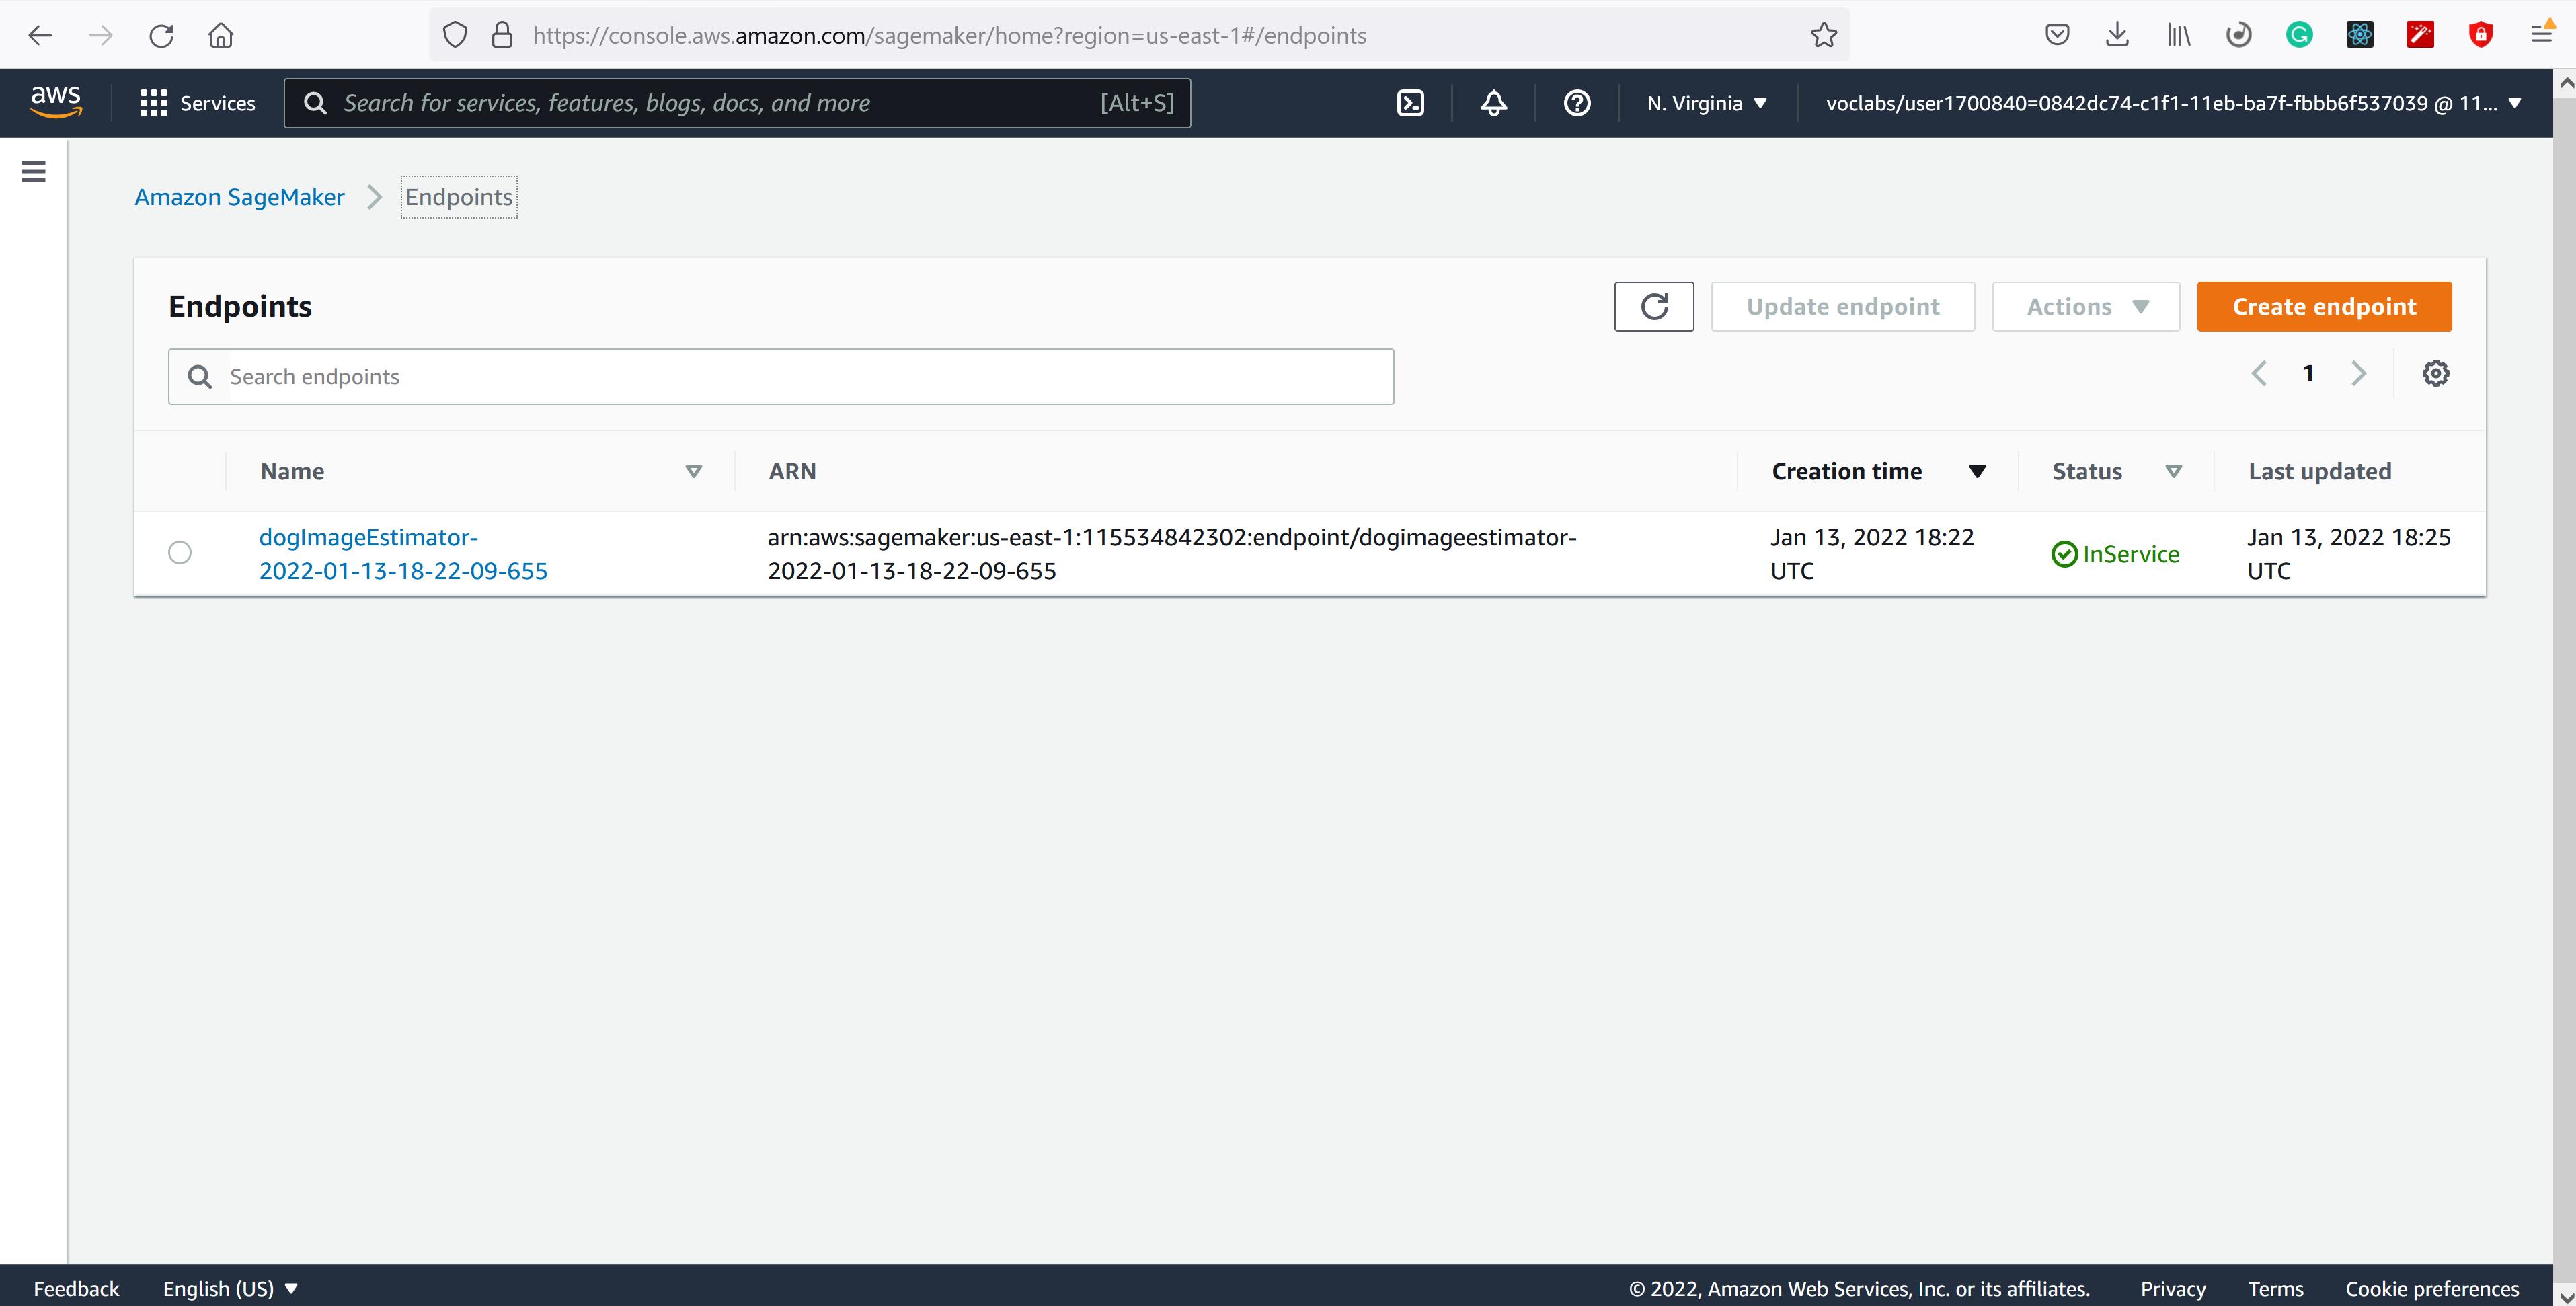 https://console.aws.amazon.com/sagemaker/home?region=us-east-1#/endpoints
aws
Services
Search for services, features, blogs, docs, and more
[Alt+S]
N. Virginia
voclabs/user1700840=0842dc74-c1f1-11eb-ba7f-fbbb6f537039 @ 11...
Amazon SageMaker
Endpoints
Endpoints
Update endpoint
Actions
Create endpoint
Search endpoints
1
Name
ARN
Creation time
Status
Last updated
dogImageEstimator-
2022-01-13-18-22-09-655
arn:aws:sagemaker:us-east-1:115534842302:endpoint/dogimageestimator-
2022-01-13-18-22-09-655
Jan 13, 2022 18:22
UTC
InService
Jan 13, 2022 18:25
UTC
Feedback
English (US)
© 2022, Amazon Web Services, Inc. or its affiliates.
Privacy
Terms
Cookie preferences